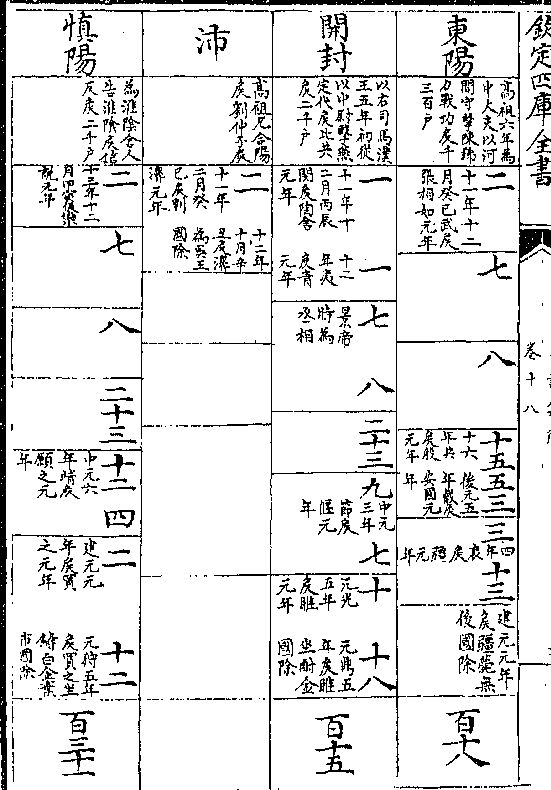 欽定四庫全書
卷十八
東陽
高祖六年為
中大夫以河
間守擊陳豨
力戰功侯千
三百戶
二
十一年十二
月癸巳武侯
張相如元年
七
八
十五
十六
年共
侯殷
元年
五
後元五
年戴侯
安國元
年
三
三
四年哀侯彊元年
十三
建元元年
侯彊薨無
後國除
百十八
開封
以右司馬漢
王五年初從
以中尉擊燕
定代侯比共
侯二千戶
一
十一年十
二月丙辰
閔侯陶舍
元年
一
十二
年夷
侯青
元年
七
景帝
時為
丞相
八
二十三
九
中元
三年
節侯
偃元
年
七
十
元光
五年
侯睢
元年
十八
元鼎五
年侯睢
坐酎金
國除
百十五
沛
高祖兄合陽
侯劉仲子侯
二
十一年
十二月癸
巳侯劉
濞元年
十二年
十月辛
丑侯濞
為吳王
國除
慎陽
為淮陰舍人
告淮陰侯信
反侯二千戶
二
十一年十二
月甲寅侯欒
說元年
七
八
二十三
十二
中元六
年靖侯
願之元
年
四
二
建元元
年侯買
之元年
十二
元狩五年
侯買之坐
鑄白金棄
市國除
百三十一